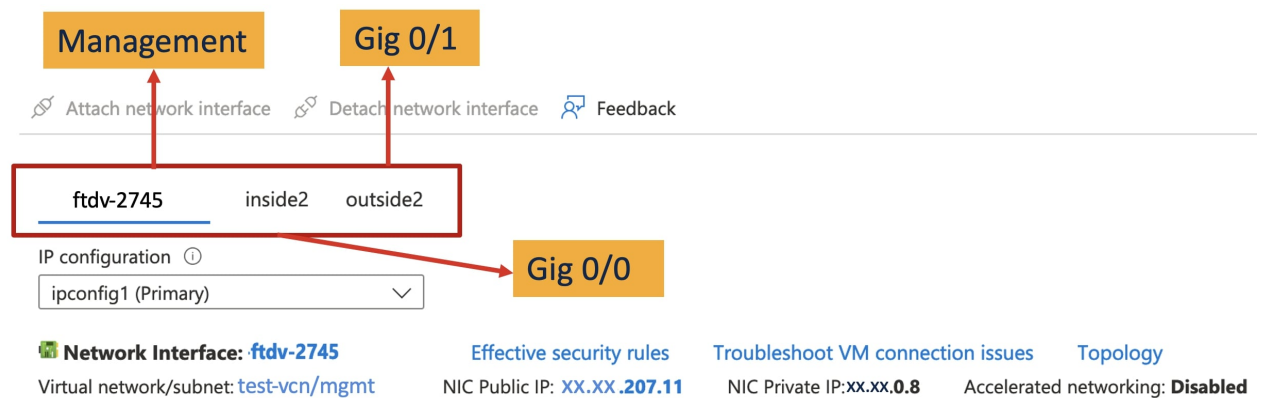 Management
Gig 0/1
Attach network interface
Detach network interface
Feedback
ftdv-2745
inside2
outside2
IP configuration
Gig 0/0
ipconfig1 (Primary)
Network Interface: ftdv-2745
Effective security rules
Troubleshoot VM connection issues
Topology
Virtual network/subnet: test-vcn/mgmt
NIC Public IP: XX.XX.207.11
NIC Private IP:XX.XX.0.8
Accelerated networking: Disabled